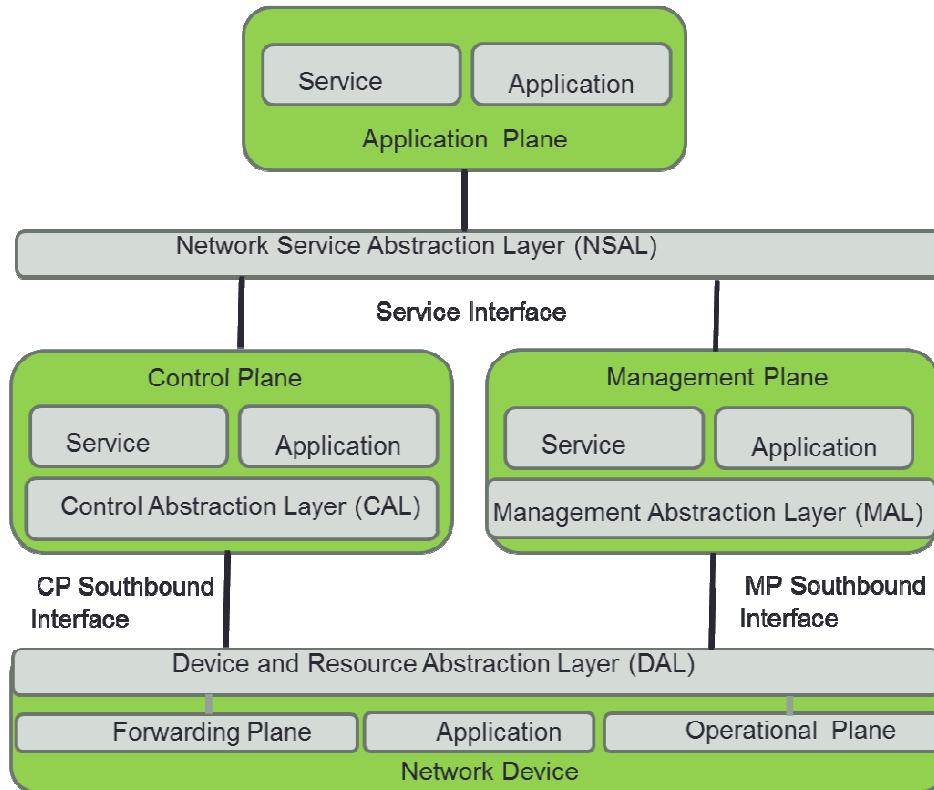 Service
Application
Application Plane
Network Service Abstraction Layer (NSAL)
Service Interface
Control Plane
Management Plane
Service
Application
Service
Application
Control Abstraction Layer (CAL)
Management Abstraction Layer (MAL)
CP Southbound
Interface
MP Southbound
Interface
Device and Resource Abstraction Layer (DAL)
Forwarding Plane
Application
Operational Plane
Network Device